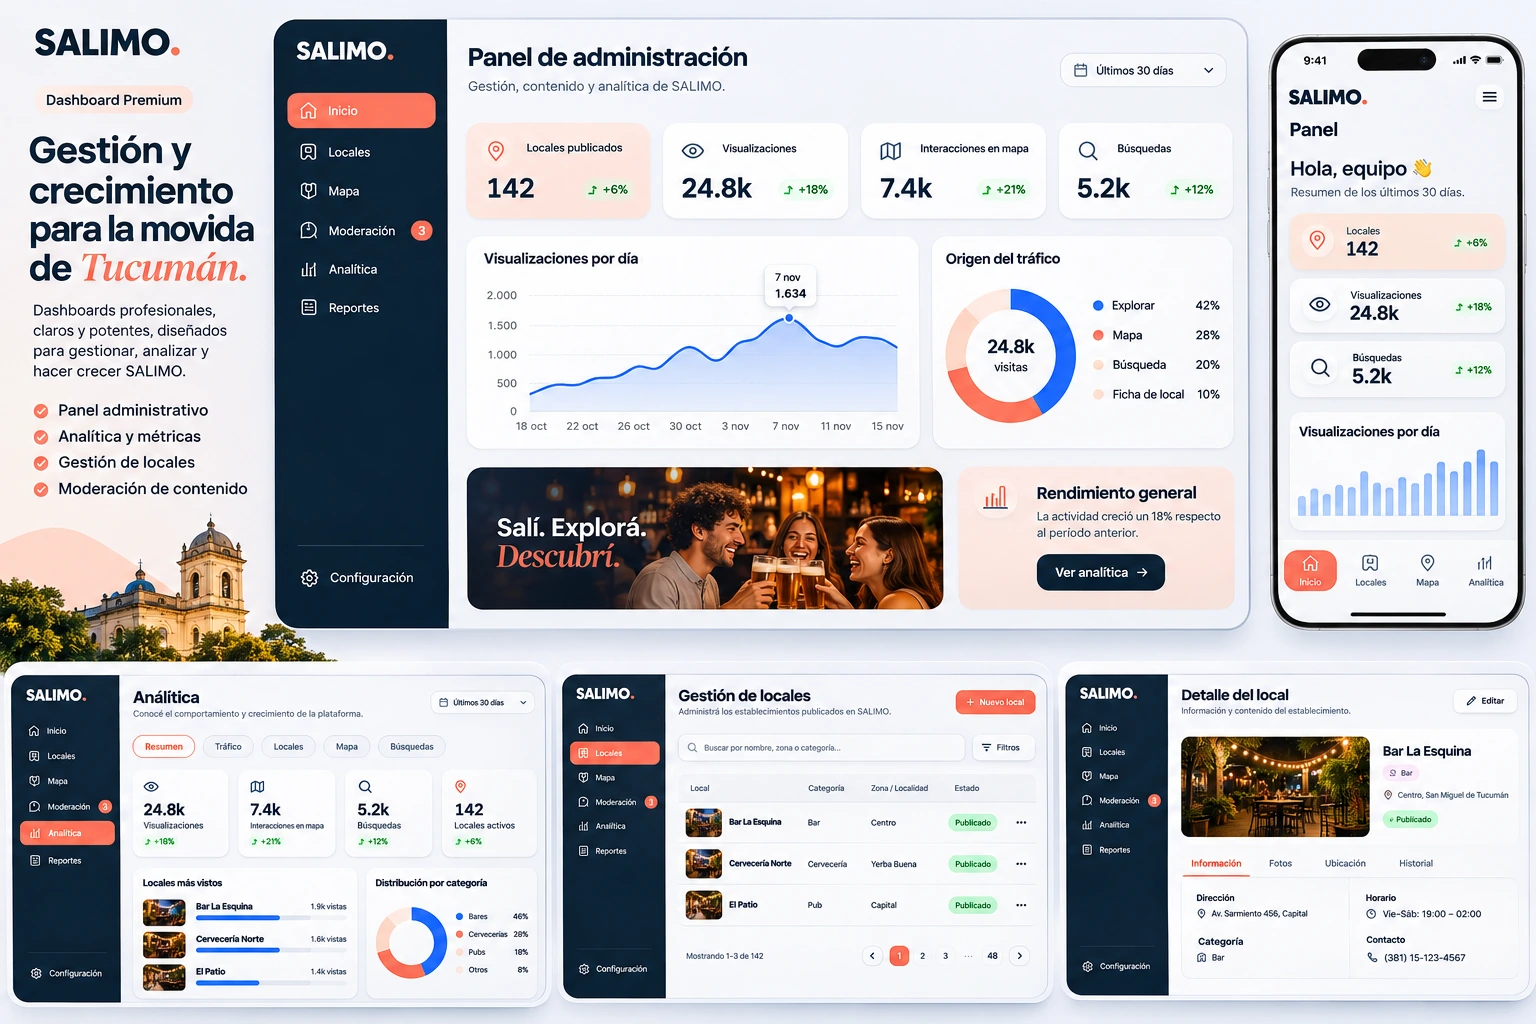 SALIMO.
Dashboard Premium
Gestión y
crecimiento
para la movida
de Tucumán.
Dashboards profesionales,
claros y potentes, diseñados
para gestionar, analizar y
hacer crecer SALIMO.
Panel administrativo
Analítica y métricas
Gestión de locales
Moderación de contenido
SALIMO.
Inicio
Locales
Mapa
Moderación 3
Analítica
Reportes
Configuración
Panel de administración
Gestión, contenido y analítica de SALIMO.
Últimos 30 días
Locales publicados
142 +6%
Visualizaciones
24.8k +18%
Interacciones en mapa
7.4k +21%
Búsquedas
5.2k +12%
Visualizaciones por día
7 nov
1.634
2.000
1.500
1.000
500
0
18 oct 22 oct 26 oct 30 oct 3 nov 7 nov 11 nov 15 nov
Origen del tráfico
24.8k
visitas
Explorar 42%
Mapa 28%
Búsqueda 20%
Ficha de local 10%
Salí. Explorá.
Descubrí.
Rendimiento general
La actividad creció un 18% respecto
al período anterior.
Ver analítica →
9:41
SALIMO.
Panel
Hola, equipo 👋
Resumen de los últimos 30 días.
Locales
142 +6%
Visualizaciones
24.8k +18%
Búsquedas
5.2k +12%
Visualizaciones por día
Inicio Locales Mapa Analítica
SALIMO.
Inicio
Locales
Mapa
Moderación 3
Analítica
Reportes
Configuración
Análítica
Conocé el comportamiento y crecimiento de la plataforma.
Últimos 30 días
Resumen Tráfico Locales Mapa Búsquedas
24.8k
Visualizaciones
+18%
7.4k
Interacciones en mapa
+21%
5.2k
Búsquedas
+12%
142
Locales activos
+6%
Locales más vistos
Bar La Esquina 1.9k vistas
Cervecería Norte 1.6k vistas
El Patio 1.4k vistas
Distribución por categoría
Bares 46%
Cervecerías 28%
Pubs 18%
Otros 8%
SALIMO.
Inicio
Locales
Mapa
Moderación 3
Analítica
Reportes
Configuración
Gestión de locales
Administrá los establecimientos publicados en SALIMO.
+ Nuevo local
Buscar por nombre, zona o categoría...
Filtros
Local Categoría Zona / Localidad Estado
Bar La Esquina Bar Centro Publicado ···
Cervecería Norte Cervecería Yerba Buena Publicado ···
El Patio Pub Capital Publicado ···
Mostrando 1-3 de 142
< 1 2 3 ··· 48 >
SALIMO.
Inicio
Locales
Mapa
Moderación 3
Analítica
Reportes
Configuración
Detalle del local
Información y contenido del establecimiento.
Editar
Bar La Esquina
Bar
Centro, San Miguel de Tucumán
Publicado
Información Fotos Ubicación Historial
Dirección
Av. Sarmiento 456, Capital
Categoría
Bar
Horario
Vie–Sáb: 19:00 – 02:00
Contacto
(381) 15-123-4567